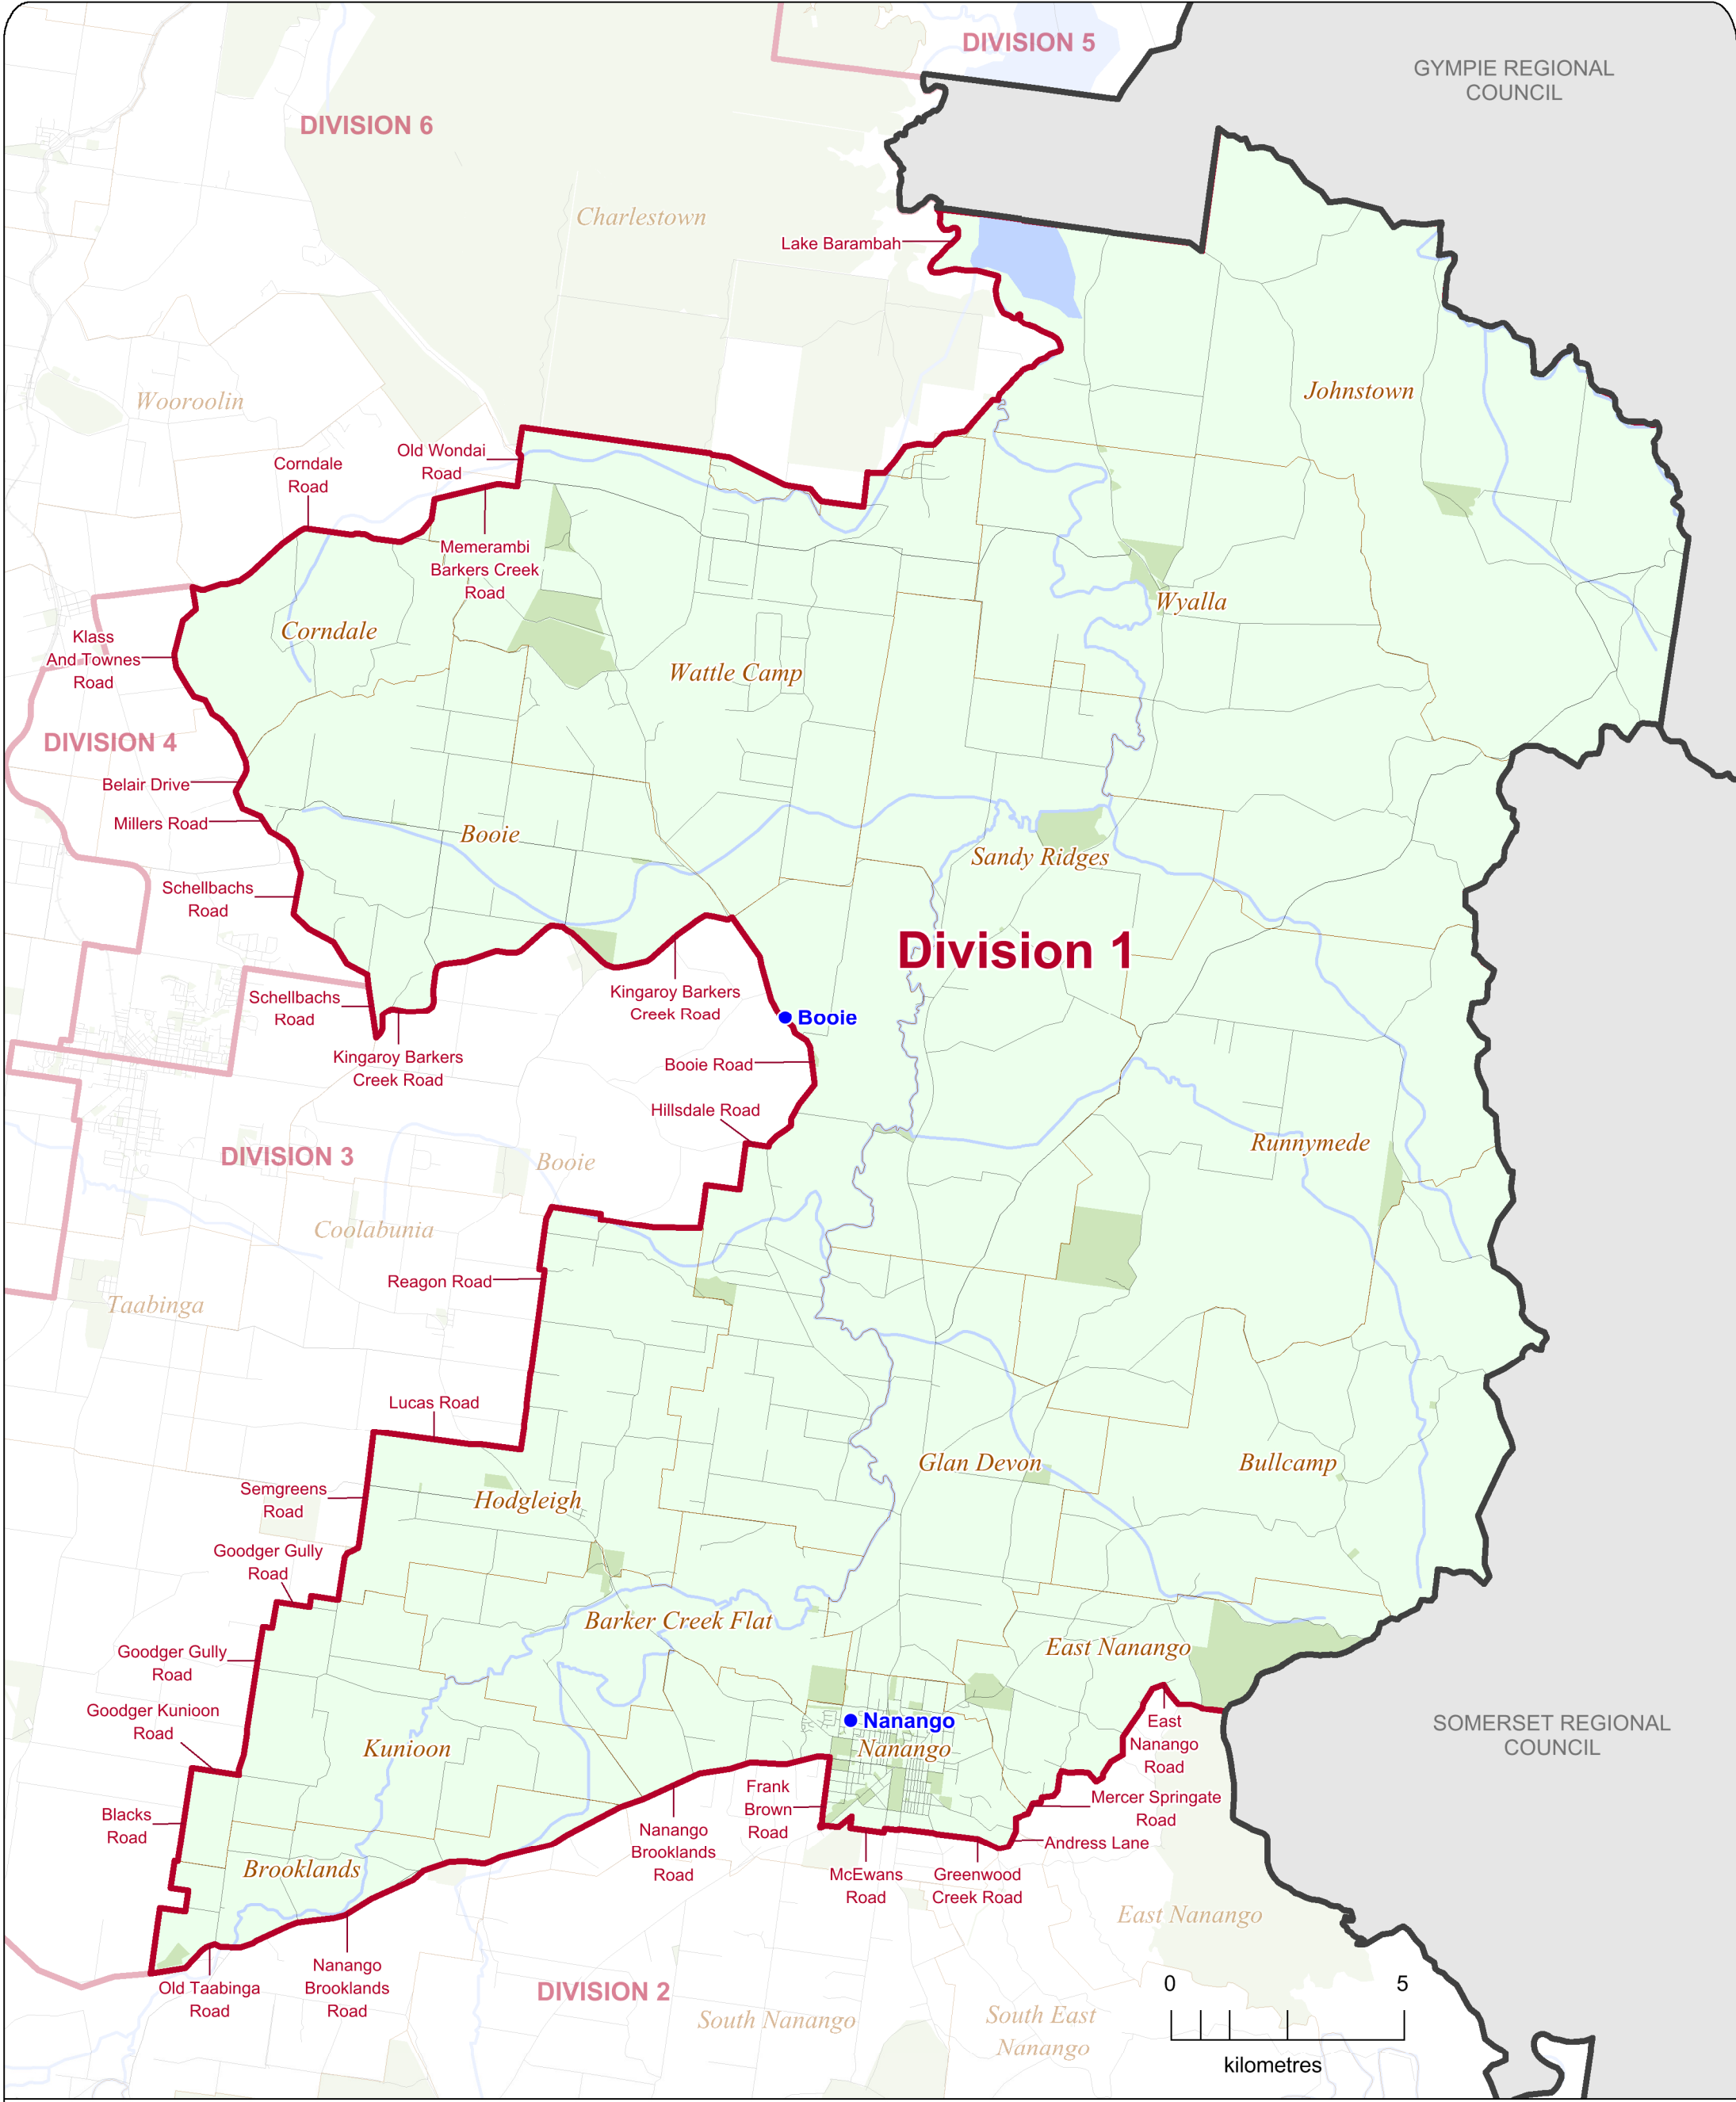 DIVISION 5
GYMPIE REGIONAL
COUNCIL
DIVISION 6
Charlestown
Lake Barambah
Johnstown
Wooroolin
Old Wondai
Road
Corndale
Road
Memerambi
Barkers Creek
Road
Wyalla
Corndale
Klass
And Townes
Road
Wattle Camp
DIVISION 4
Belair Drive
Millers Road
Booie
Sandy Ridges
Schellbachs
Road
Division 1
Schellbachs
Road
Kingaroy Barkers
Creek Road
Booie
Kingaroy Barkers
Creek Road
Booie Road
Hillsdale Road
DIVISION 3
Booie
Runnymede
Coolabunia
Reagon Road
Taabinga
Lucas Road
Glan Devon
Bullcamp
Semgreens
Road
Hodgleigh
Goodger Gully
Road
Barker Creek Flat
East Nanango
Goodger Gully
Road
Goodger Kunioon
Road
Nanango
East
Nanango
Road
SOMERSET REGIONAL
COUNCIL
Kunioon
Nanango
Frank
Brown
Road
Mercer Springate
Road
Blacks
Road
Nanango
Brooklands
Road
Andress Lane
Brooklands
McEwans
Road
Greenwood
Creek Road
East Nanango
Old Taabinga
Road
Nanango
Brooklands
Road
DIVISION 2
South Nanango
South East
Nanango
0 5
kilometres